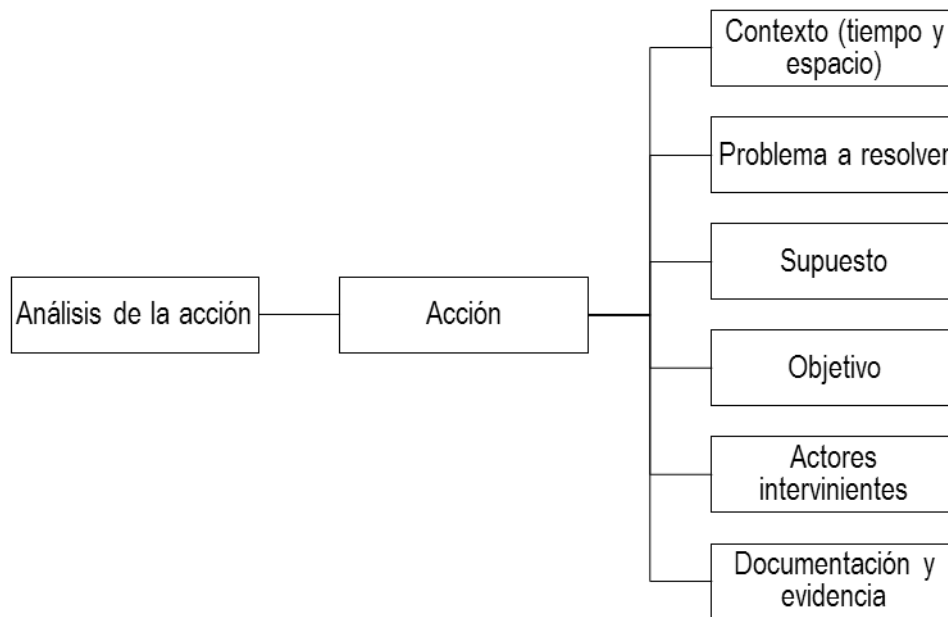 Contexto (tiempo y
espacio)
Problema a resolver
Supuesto
Análisis de la acción
Acción
Objetivo
Actores
intervinientes
Documentación y
evidencia